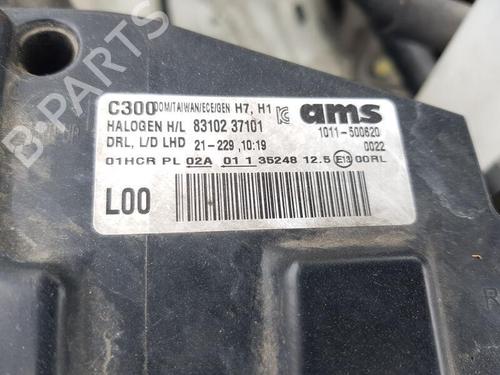 C300 DOM/TAIWAN/ECE/GEN H7, H1 ams
HALOGEN H/L 83102 37101 1011-500620
DRL, L/D LHD 21-229 ,10:19 0022
01HCR PL 02A 01 1 35248 12.5 E13 00RL
L00
B-PARTS